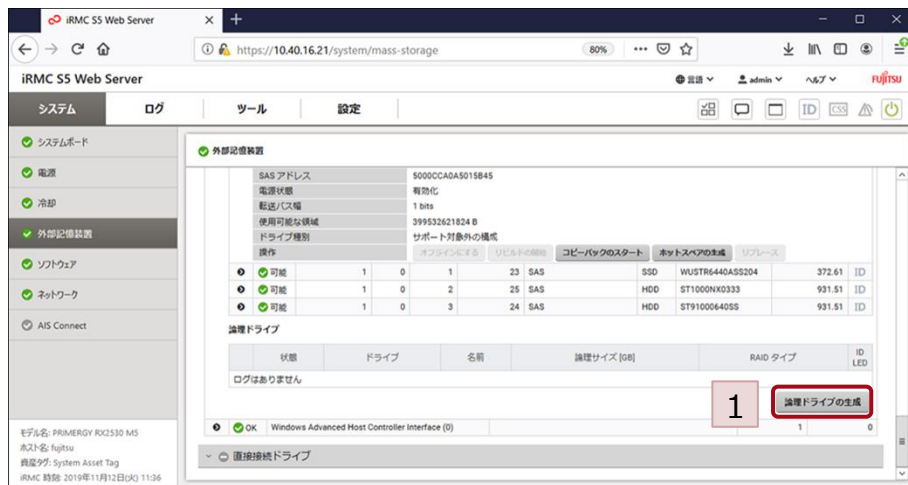 iRMC S5 Web Server
https://10.40.16.21/system/mass-storage
80%
iRMC S5 Web Server
言語
admin
ヘルプ
FUJITSU
システム
ログ
ツール
設定
ID
CSS
システムボード
電源
冷却
外部記憶装置
ソフトウェア
ネットワーク
AIS Connect
外部記憶装置
SAS アドレス 5000CCA0A5015B45
電源状態 有効化
転送バス幅 1 bits
使用可能な領域 399532621824 B
ドライブ種別 サポート対象外の構成
操作 オフラインにする リビルドの開始 コピーバックのスタート ホットスペアの生成 リプレース
可能 1 0 1 23 SAS SSD WUSTR6440ASS204 372.61 ID
可能 1 0 2 25 SAS HDD ST1000NX0333 931.51 ID
可能 1 0 3 24 SAS HDD ST91000640SS 931.51 ID
論理ドライブ
状態 ドライブ 名前 論理サイズ [GB] RAID タイプ ID LED
ログはありません
1
論理ドライブの生成
OK Windows Advanced Host Controller Interface (0) 1 0
直接接続ドライブ
モデル名: PRIMERGY RX2530 M5
ホスト名: fujitsu
資産タグ: System Asset Tag
iRMC 時刻: 2019年11月12日(火) 11:36